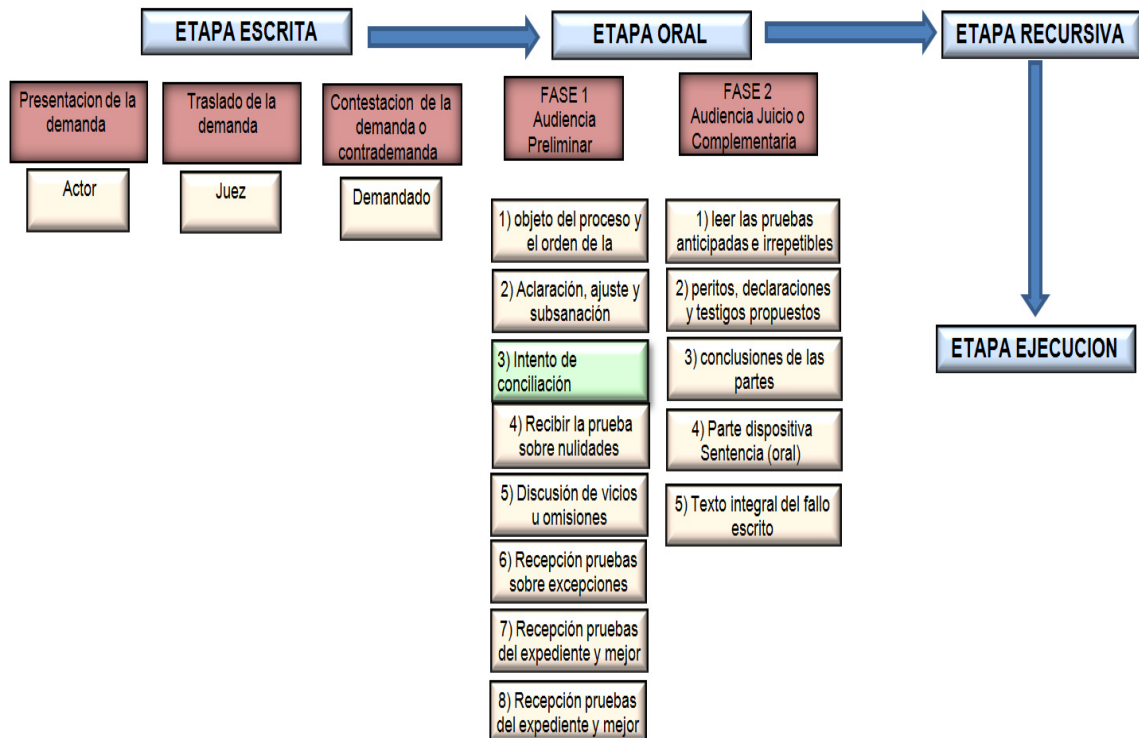 ETAPA ESCRITA
ETAPA ORAL
ETAPA RECURSIVA
Presentacion de la
demanda
Traslado de la
demanda
Contestacion de la
demanda o
contrademanda
FASE 1
Audiencia
Preliminar
FASE 2
Audiencia Juicio o
Complementaria
Actor
Juez
Demandado
1) objeto del proceso y
el orden de la
2) Aclaración, ajuste y
subsanación
3) Intento de
conciliación
4) Recibir la prueba
sobre nulidades
5) Discusión de vicios
u omisiones
6) Recepción pruebas
sobre excepciones
7) Recepción pruebas
del expediente y mejor
8) Recepción pruebas
del expediente y mejor
1) leer las pruebas
anticipadas e irrepetibles
2) peritos, declaraciones
y testigos propuestos
3) conclusiones de las
partes
4) Parte dispositiva
Sentencia (oral)
5) Texto integral del fallo
escrito
ETAPA EJECUCION